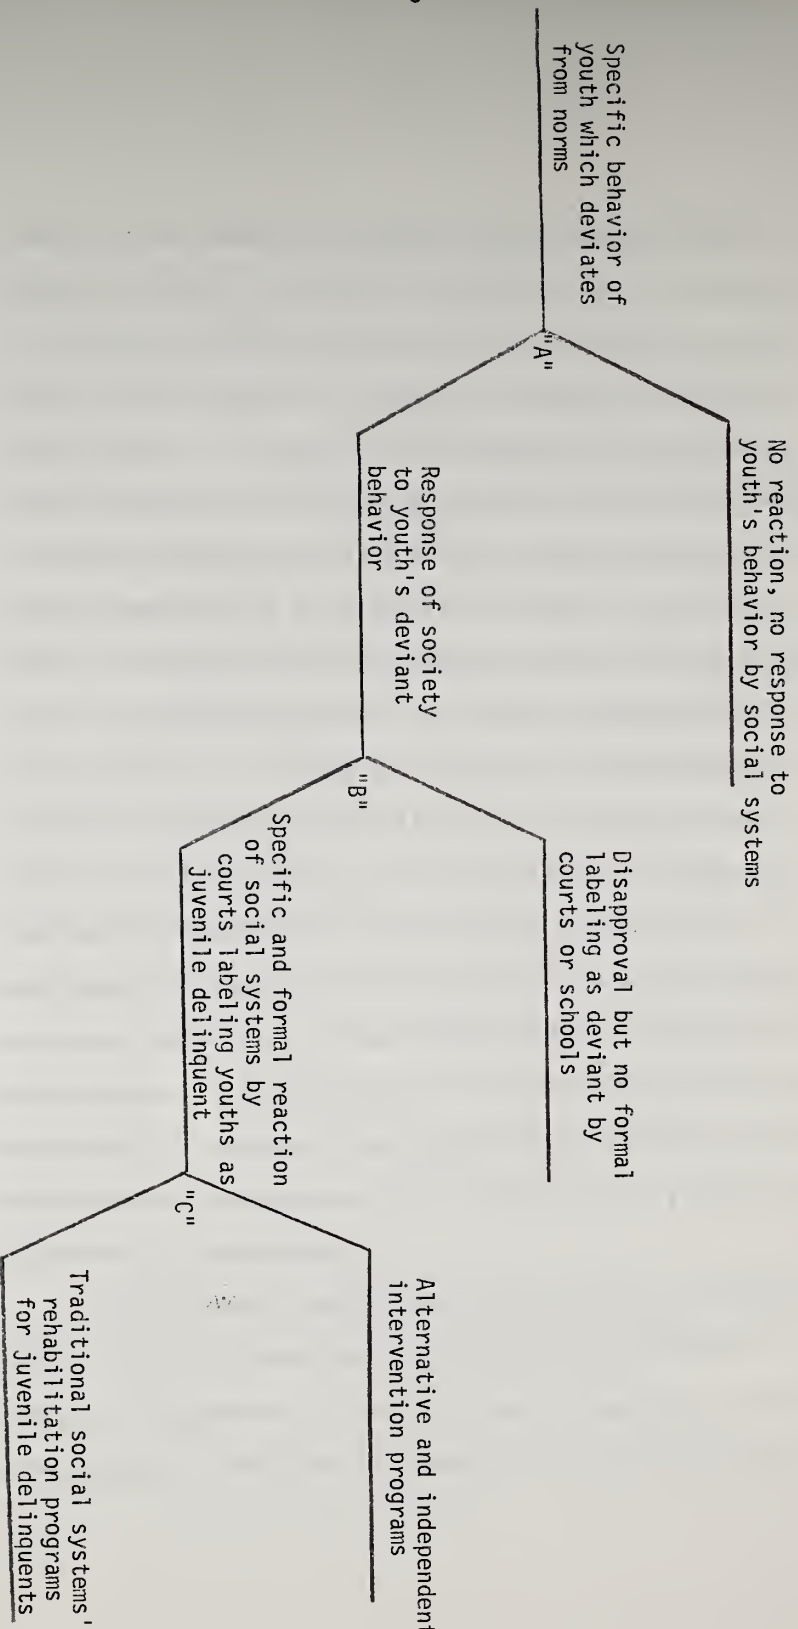 Specific behavior of
youth which deviates
from norms
"A"
No reaction, no response to
youth's behavior by social systems
Response of society
to youth's deviant
behavior
"B"
Disapproval but no formal
labeling as deviant by
courts or schools
Specific and formal reaction
of social systems by
courts labeling youths as
juvenile delinquent
"C"
Alternative and independent
intervention programs
Traditional social systems'
rehabilitation programs
for juvenile delinquents